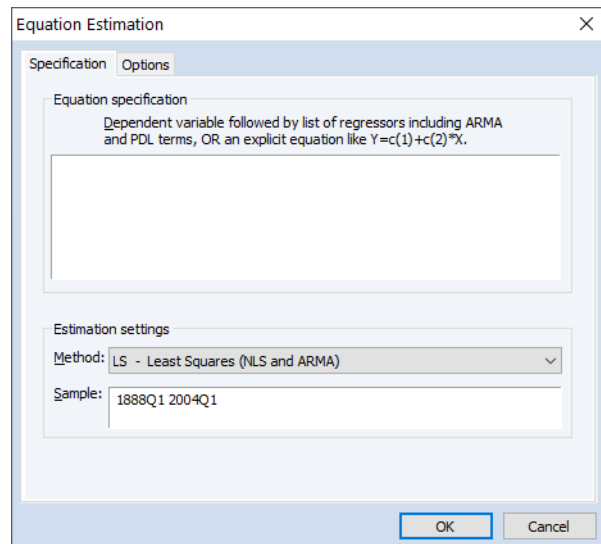 Equation Estimation
Specification
Options
Equation specification
Dependent variable followed by list of regressors including ARMA
and PDL terms, OR an explicit equation like Y=c(1)+c(2)*X.
Estimation settings
Method: LS - Least Squares (NLS and ARMA)
Sample: 1888Q1 2004Q1
OK
Cancel